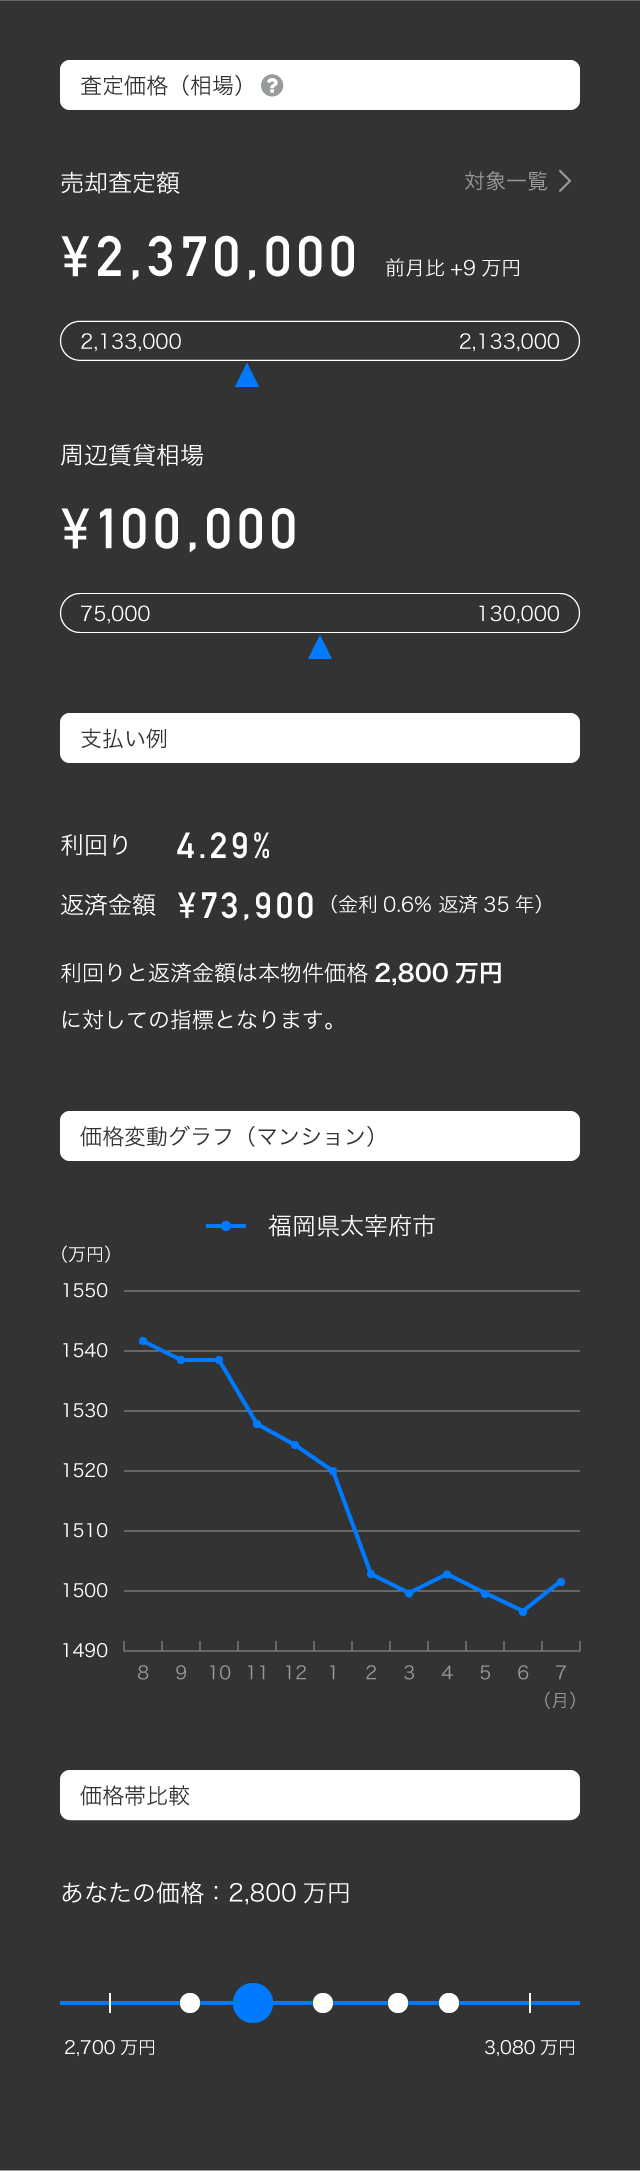 査定価格（相場） ?
売却査定額 対象一覧
¥2,370,000 前月比 +9 万円
2,133,000 2,133,000
周辺賃貸相場
¥100,000
75,000 130,000
支払い例
利回り 4.29%
返済金額 ¥73,900（金利 0.6% 返済 35 年）
利回りと返済金額は本物件価格 2,800 万円
に対しての指標となります。
価格変動グラフ（マンション）
福岡県太宰府市
（万円）
1550
1540
1530
1520
1510
1500
1490
8 9 10 11 12 1 2 3 4 5 6 7
（月）
価格帯比較
あなたの価格：2,800 万円
2,700 万円 3,080 万円